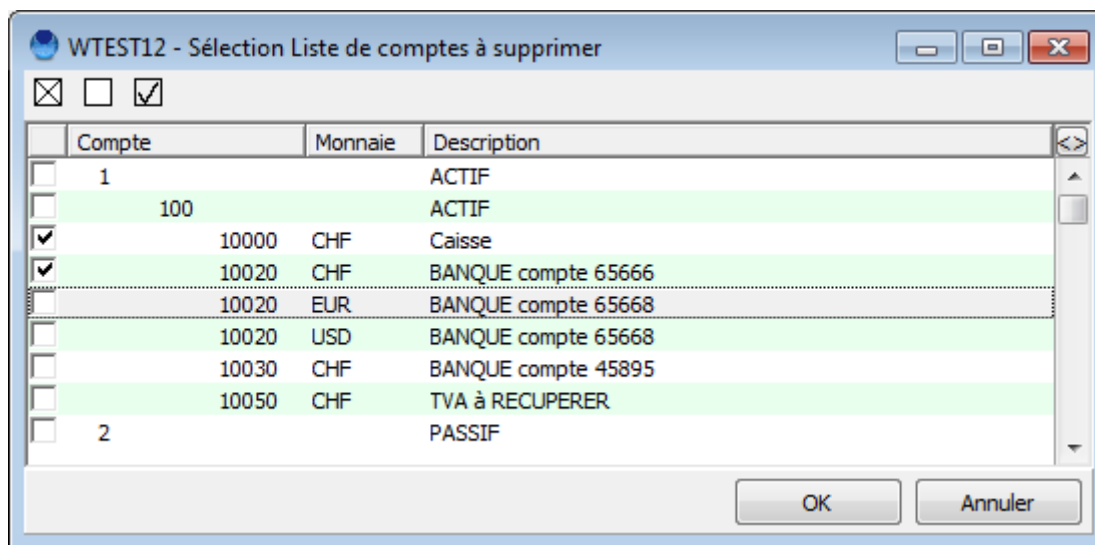 WTEST12 - Sélection Liste de comptes à supprimer
Compte Monnaie Description <>
1 ACTIF
100 ACTIF
10000 CHF Caisse
10020 CHF BANQUE compte 65666
10020 EUR BANQUE compte 65668
10020 USD BANQUE compte 65668
10030 CHF BANQUE compte 45895
10050 CHF TVA à RECUPERER
2 PASSIF
OK Annuler